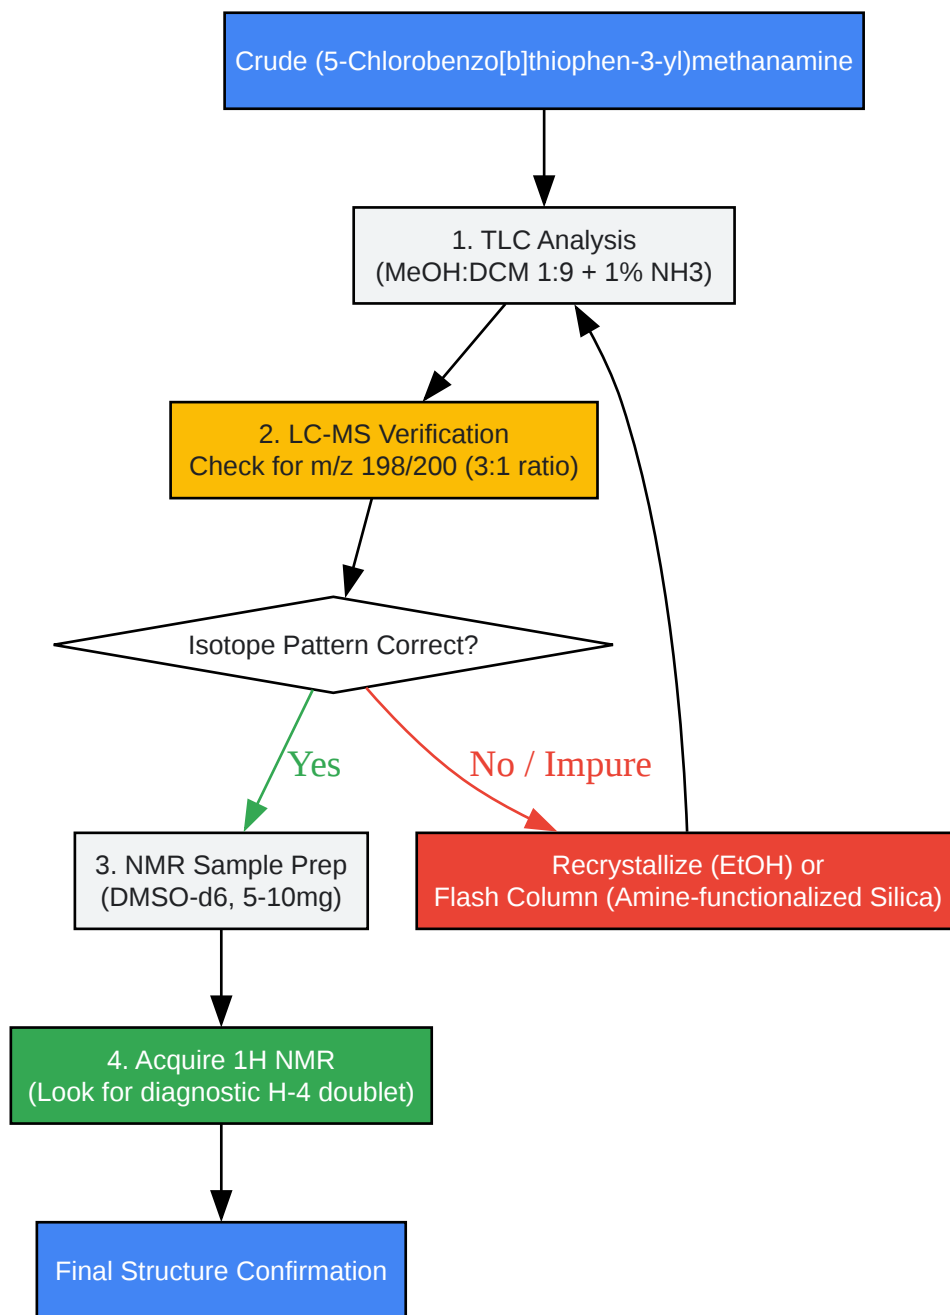 Crude (5-Chlorobenzo[b]thiophen-3-yl)methanamine
1. TLC Analysis
(MeOH:DCM 1:9 + 1% NH3)
2. LC-MS Verification
Check for m/z 198/200 (3:1 ratio)
Isotope Pattern Correct?
Yes
No / Impure
3. NMR Sample Prep
(DMSO-d6, 5-10mg)
Recrystallize (EtOH) or
Flash Column (Amine-functionalized Silica)
4. Acquire 1H NMR
(Look for diagnostic H-4 doublet)
Final Structure Confirmation